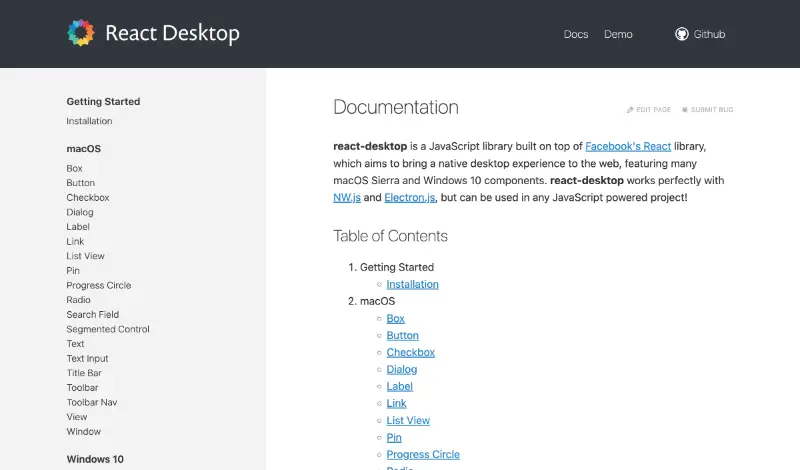 React Desktop
Docs
Demo
Github
Getting Started
Installation
macOS
Box
Button
Checkbox
Dialog
Label
Link
List View
Pin
Progress Circle
Radio
Search Field
Segmented Control
Text
Text Input
Title Bar
Toolbar
Toolbar Nav
View
Window
Windows 10
Documentation
EDIT PAGE
SUBMIT BUG
react-desktop is a JavaScript library built on top of Facebook's React library,
which aims to bring a native desktop experience to the web, featuring many
macOS Sierra and Windows 10 components. react-desktop works perfectly with
NW.js and Electron.js, but can be used in any JavaScript powered project!
Table of Contents
1. Getting Started
Installation
2. macOS
Box
Button
Checkbox
Dialog
Label
Link
List View
Pin
Progress Circle